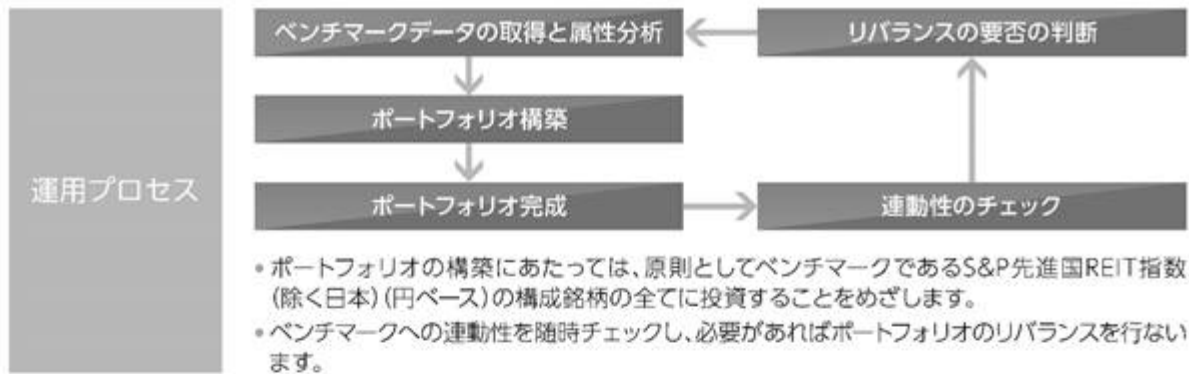 運用プロセス
ベンチマークデータの取得と属性分析
リバランスの要否の判断
ポートフォリオ構築
ポートフォリオ完成
連動性のチェック
• ポートフォリオの構築にあたっては、原則としてベンチマークであるS&P先進国REIT指数
(除く日本)(円ベース)の構成銘柄の全てに投資することをめざします。
• ベンチマークへの連動性を随時チェックし、必要があればポートフォリオのリバランスを行ない
ます。